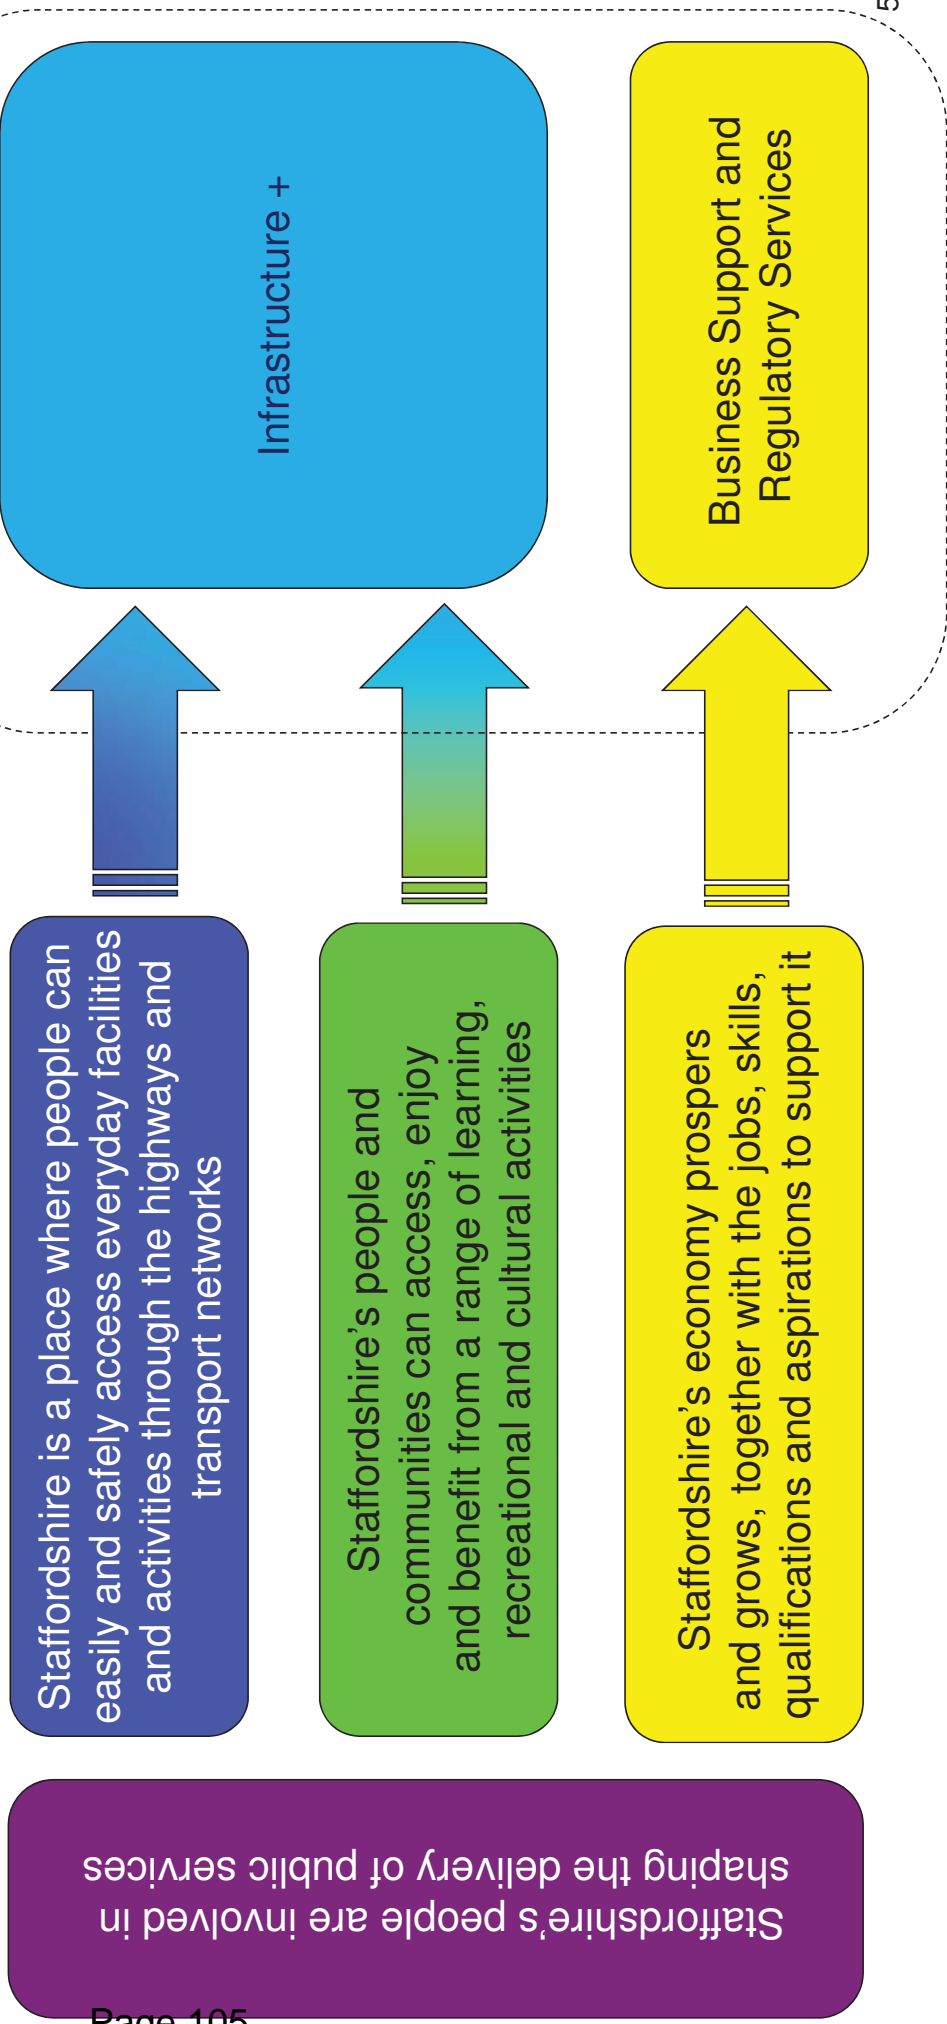 Staffordshire's people are involved in
shaping the delivery of public services
Staffordshire is a place where people can
easily and safely access everyday facilities
and activities through the highways and
transport networks
Infrastructure +
Staffordshire's people and
communities can access, enjoy
and benefit from a range of learning,
recreational and cultural activities
Staffordshire's economy prospers
and grows, together with the jobs, skills,
qualifications and aspirations to support it
Business Support and
Regulatory Services
5
Page 105